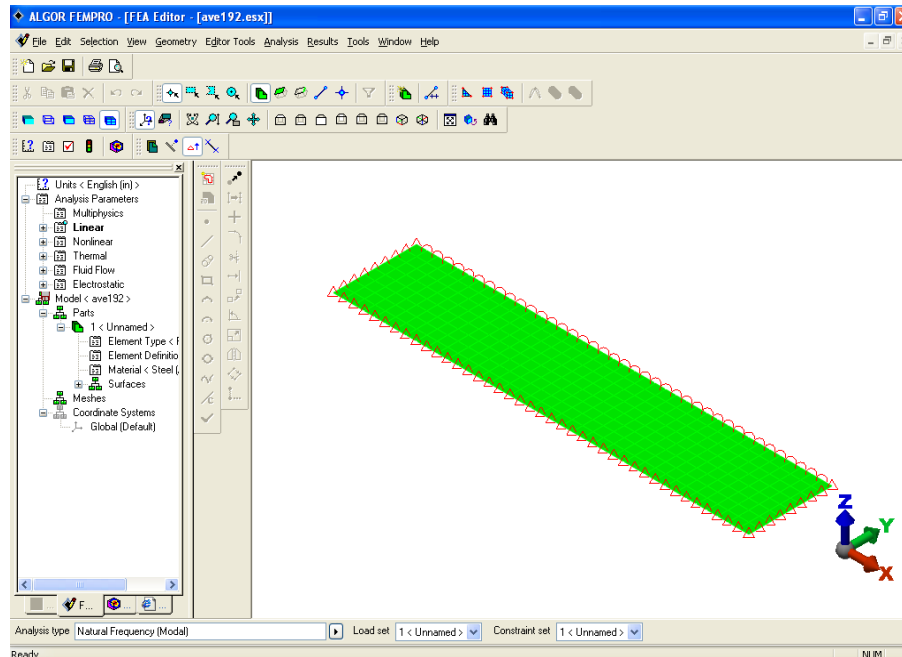 ALGOR FEMPRO - [FEA Editor - [ave192.esx]]
File Edit Selection View Geometry Editor Tools Analysis Results Tools Window Help
Units < English (in) >
Analysis Parameters
Multiphysics
Linear
Nonlinear
Thermal
Fluid Flow
Electrostatic
Model < ave192 >
Parts
1 < Unnamed >
Element Type <
Element Definitio
Material < Steel (
Surfaces
Meshes
Coordinate Systems
Global (Default)
Z
Y
X
F...
Analysis type Natural Frequency (Modal) Load set 1 < Unnamed > Constraint set 1 < Unnamed >
Ready NUM